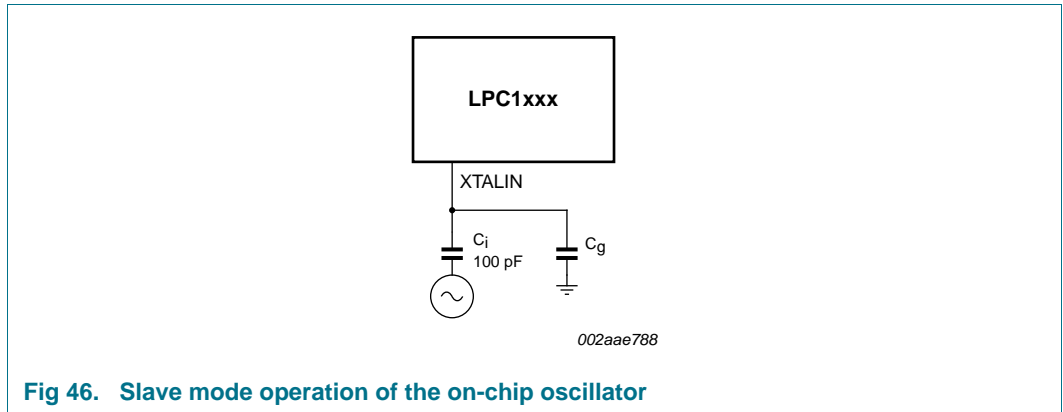 LPC1xxx
XTALIN
Ci
100 pF
Cg
002aae788
Fig 46. Slave mode operation of the on-chip oscillator